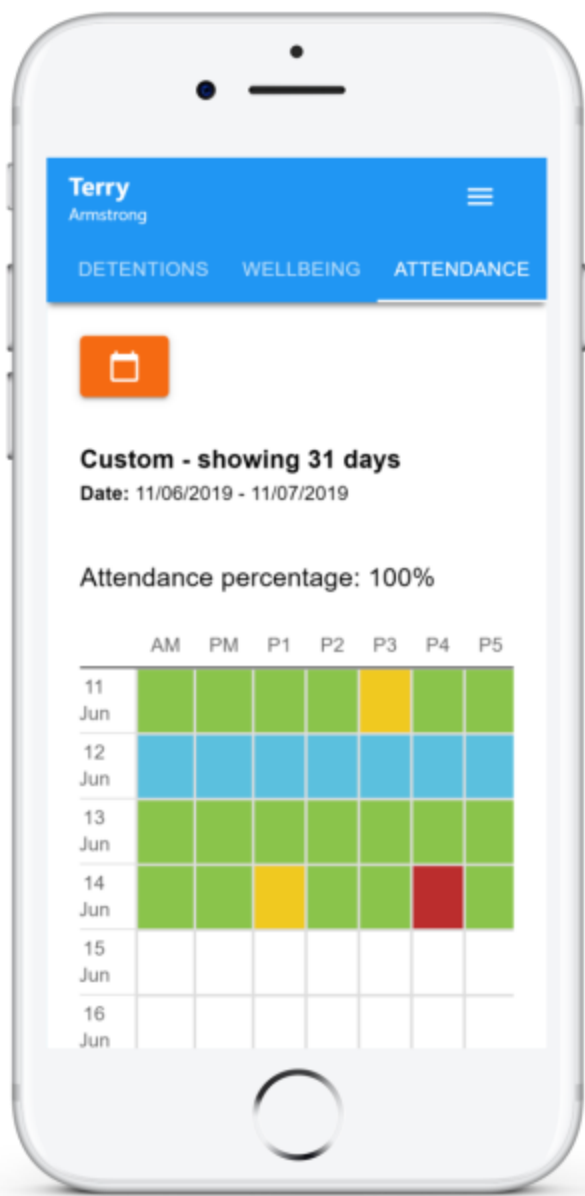 Terry
Armstrong
DETENTIONS WELLBEING ATTENDANCE
Custom - showing 31 days
Date: 11/06/2019 - 11/07/2019
Attendance percentage: 100%
AM PM P1 P2 P3 P4 P5
11
Jun
12
Jun
13
Jun
14
Jun
15
Jun
16
Jun